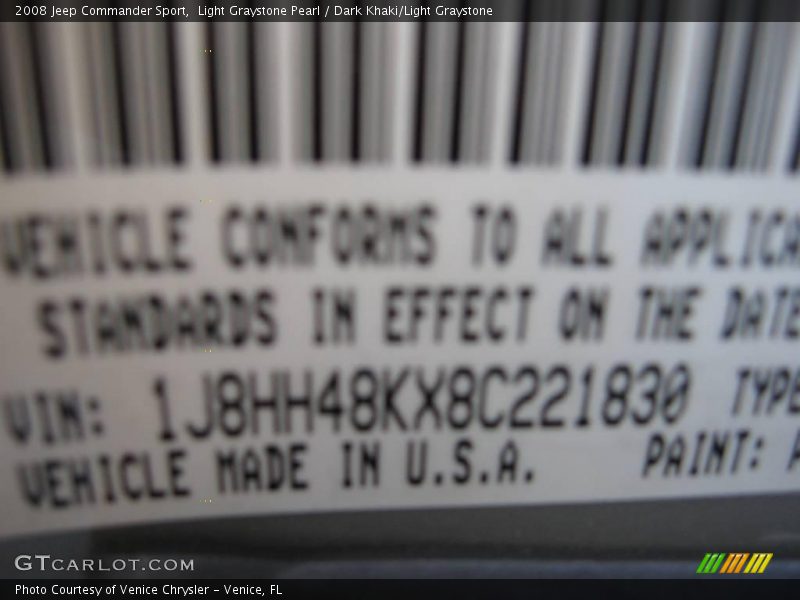 2008 Jeep Commander Sport,  Light Graystone Pearl / Dark Khaki/Light Graystone
VEHICLE CONFORMS TO ALL APPLICA
STANDARDS IN EFFECT ON THE DATE
VIN: 1J8HH48KX8C221830 TYPE
VEHICLE MADE IN U.S.A. PAINT:
GTCARLOT.COM
Photo Courtesy of Venice Chrysler - Venice, FL